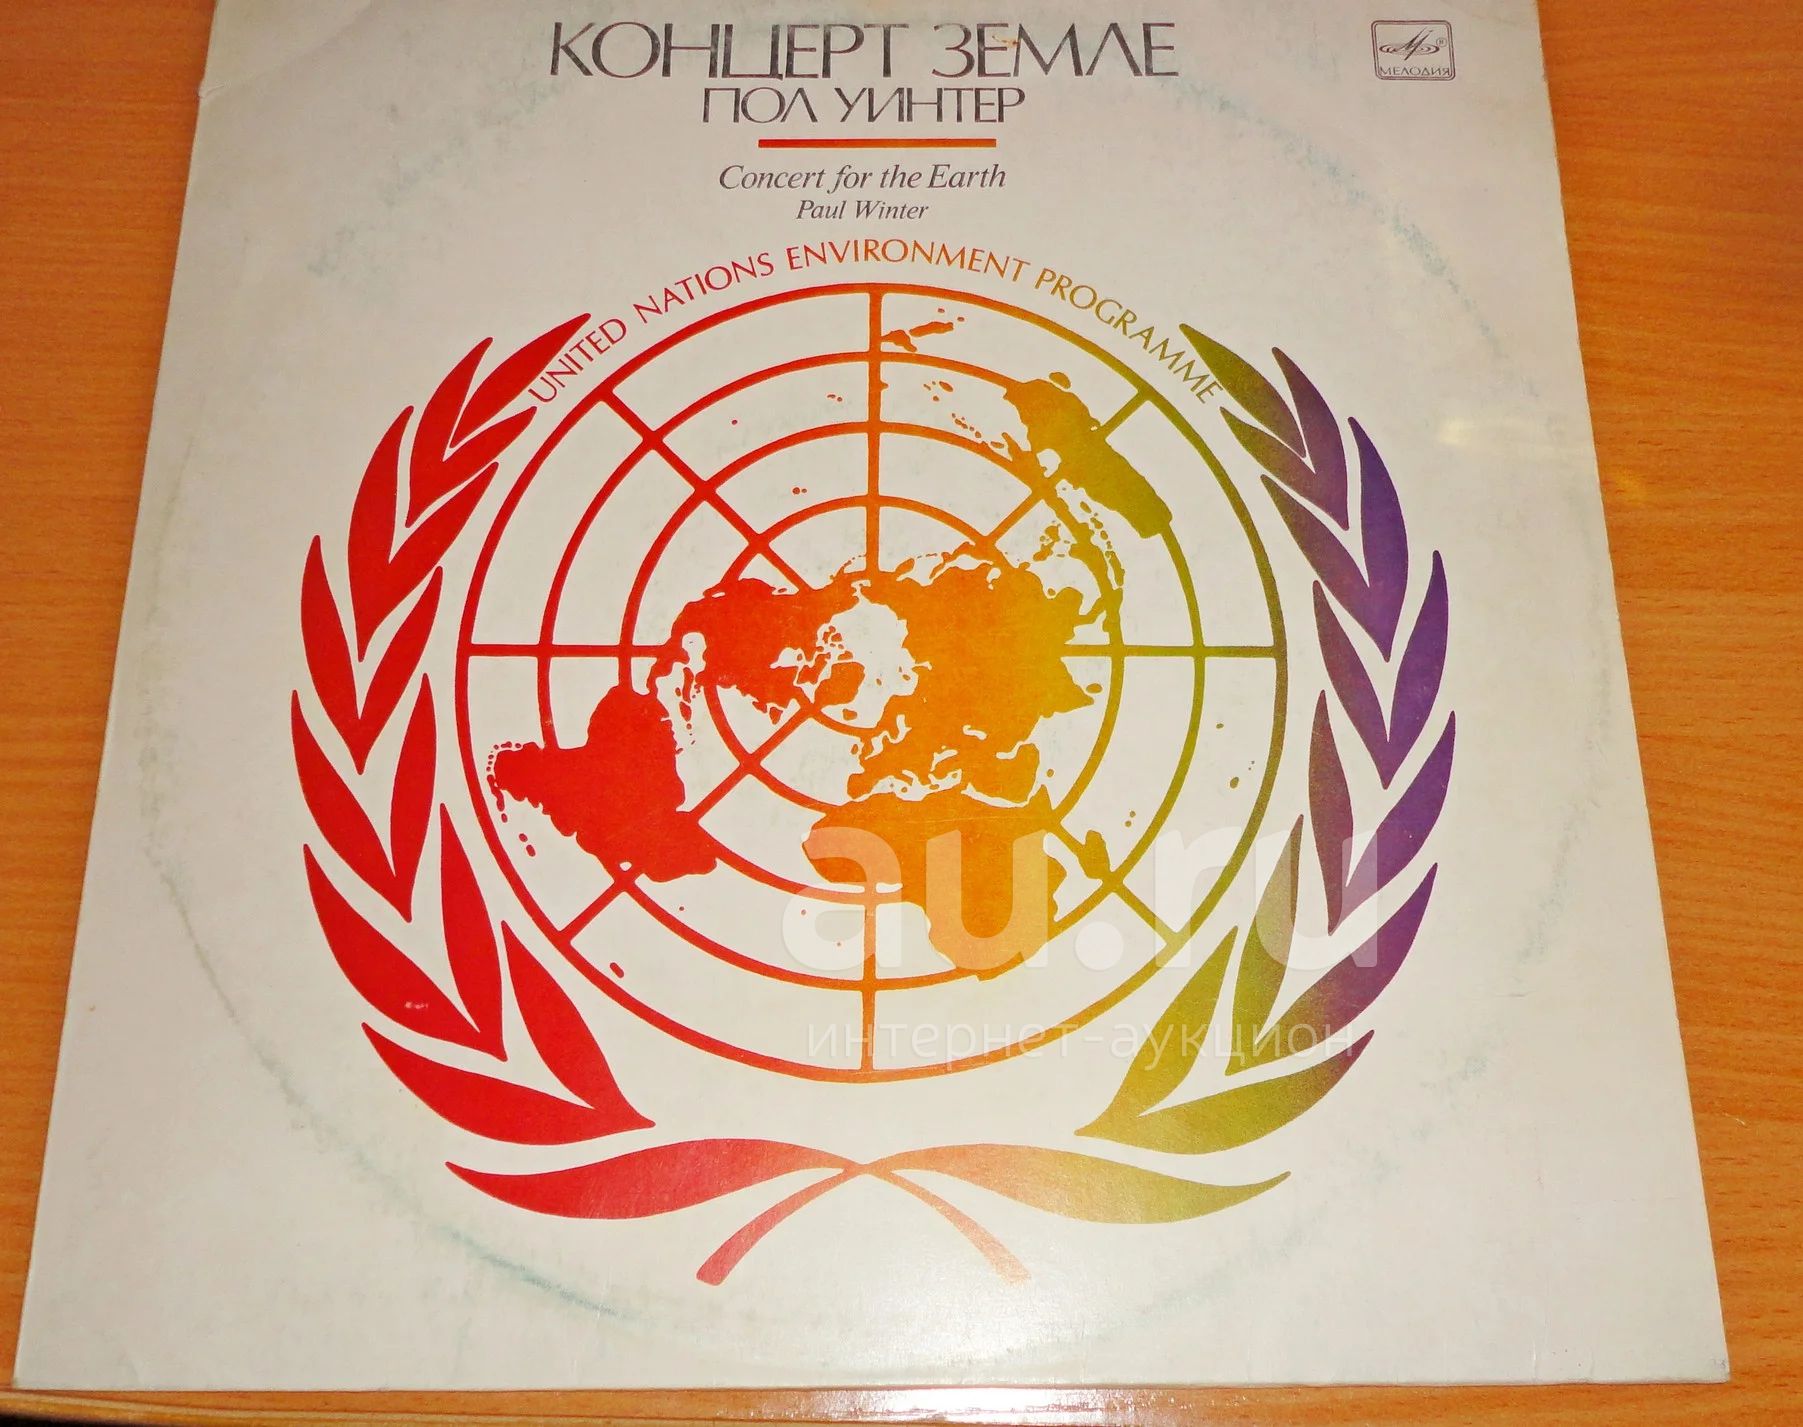 КОНЦЕРТ ЗЕМЛЕ
МЕЛОДИЯ
ПОЛ УИНТЕР
Concert for the Earth
Paul Winter
UNITED NATIONS ENVIRONMENT PROGRAMME
au.ru
интернет-аукцион